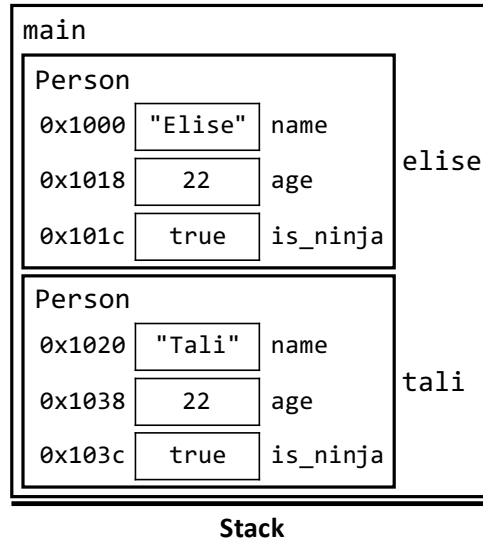 main
Person
0x1000 "Elise" name
0x1018 22 age
0x101c true is_ninja
elise
Person
0x1020 "Tali" name
0x1038 22 age
0x103c true is_ninja
tali
Stack